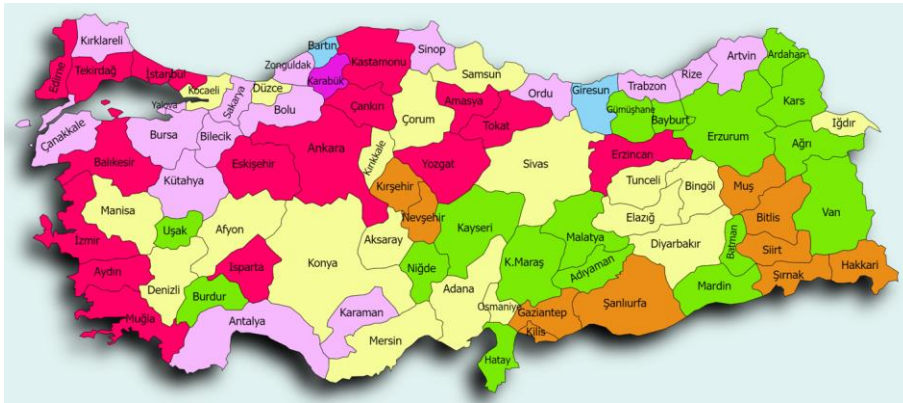 Kırklareli
Edirne
Tekirdağ
İstanbul
Kocaeli
Yalova
Sakarya
Düzce
Zonguldak
Bartın
Karabük
Kastamonu
Sinop
Samsun
Ordu
Giresun
Trabzon
Rize
Artvin
Ardahan
Kars
Iğdır
Ağrı
Erzurum
Bayburt
Gümüşhane
Çanakkale
Bursa
Bilecik
Bolu
Çankırı
Çorum
Amasya
Tokat
Balıkesir
Kütahya
Eskişehir
Ankara
Kırıkkale
Yozgat
Sivas
Erzincan
Tunceli
Bingöl
Muş
Bitlis
Van
Manisa
Uşak
Afyon
Kırşehir
Nevşehir
Kayseri
Malatya
Elazığ
Diyarbakır
Batman
Siirt
Hakkari
Şırnak
Mardin
İzmir
Aydın
Denizli
Isparta
Burdur
Konya
Aksaray
Niğde
K.Maraş
Adıyaman
Şanlıurfa
Muğla
Antalya
Karaman
Mersin
Adana
Osmaniye
Gaziantep
Kilis
Hatay